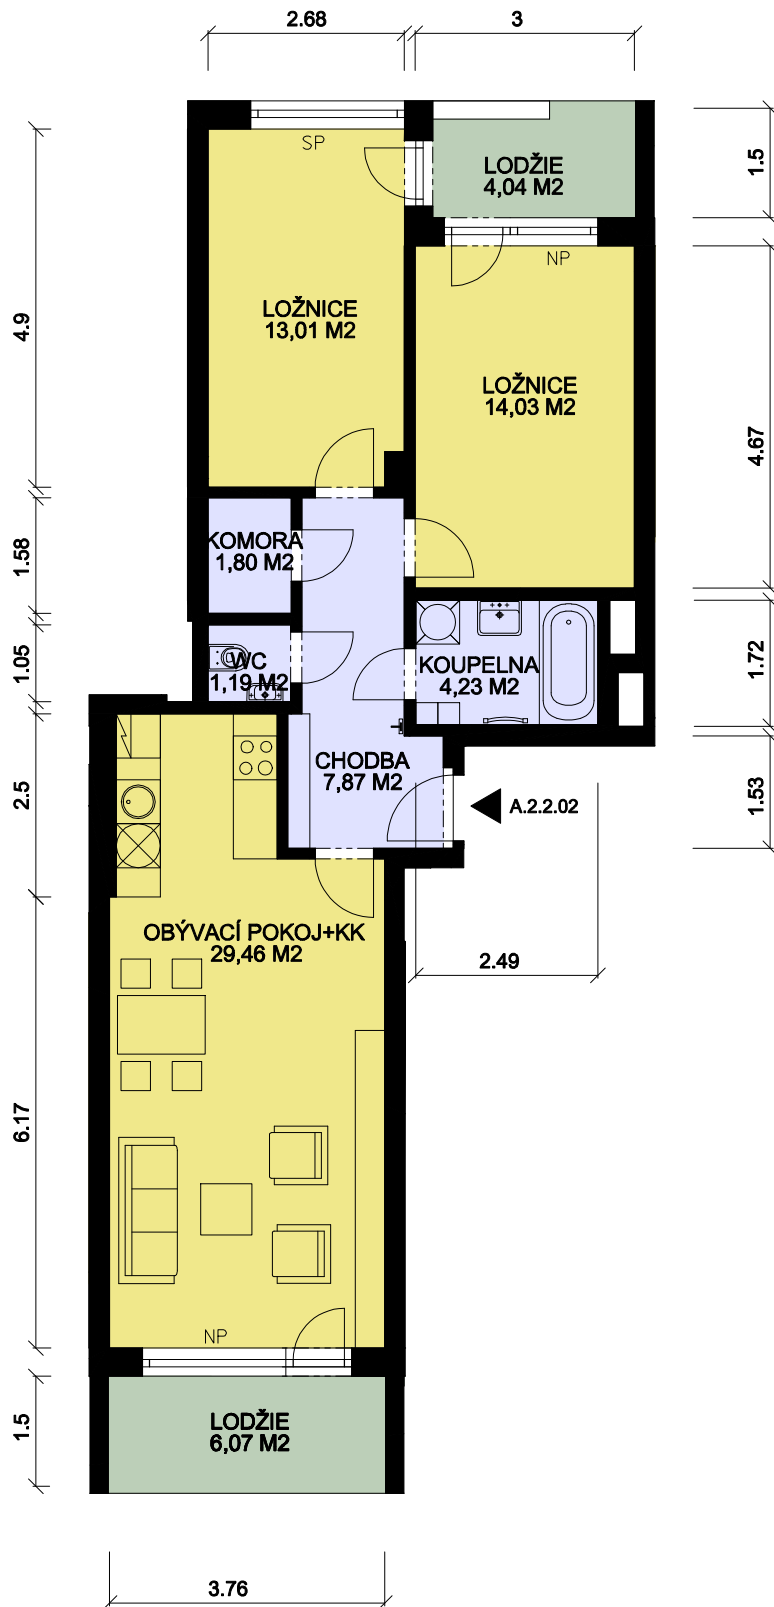 2.68
3
SP
LODŽIE
4,04 M2
1.5
NP
LOŽNICE
13,01 M2
4.9
LOŽNICE
14,03 M2
4.67
KOMORA
1,80 M2
1.58
WC
1,19 M2
1.05
KOUPELNA
4,23 M2
1.72
CHODBA
7,87 M2
2.5
A.2.2.02
1.53
OBÝVACÍ POKOJ+KK
29,46 M2
2.49
6.17
NP
LODŽIE
6,07 M2
1.5
3.76